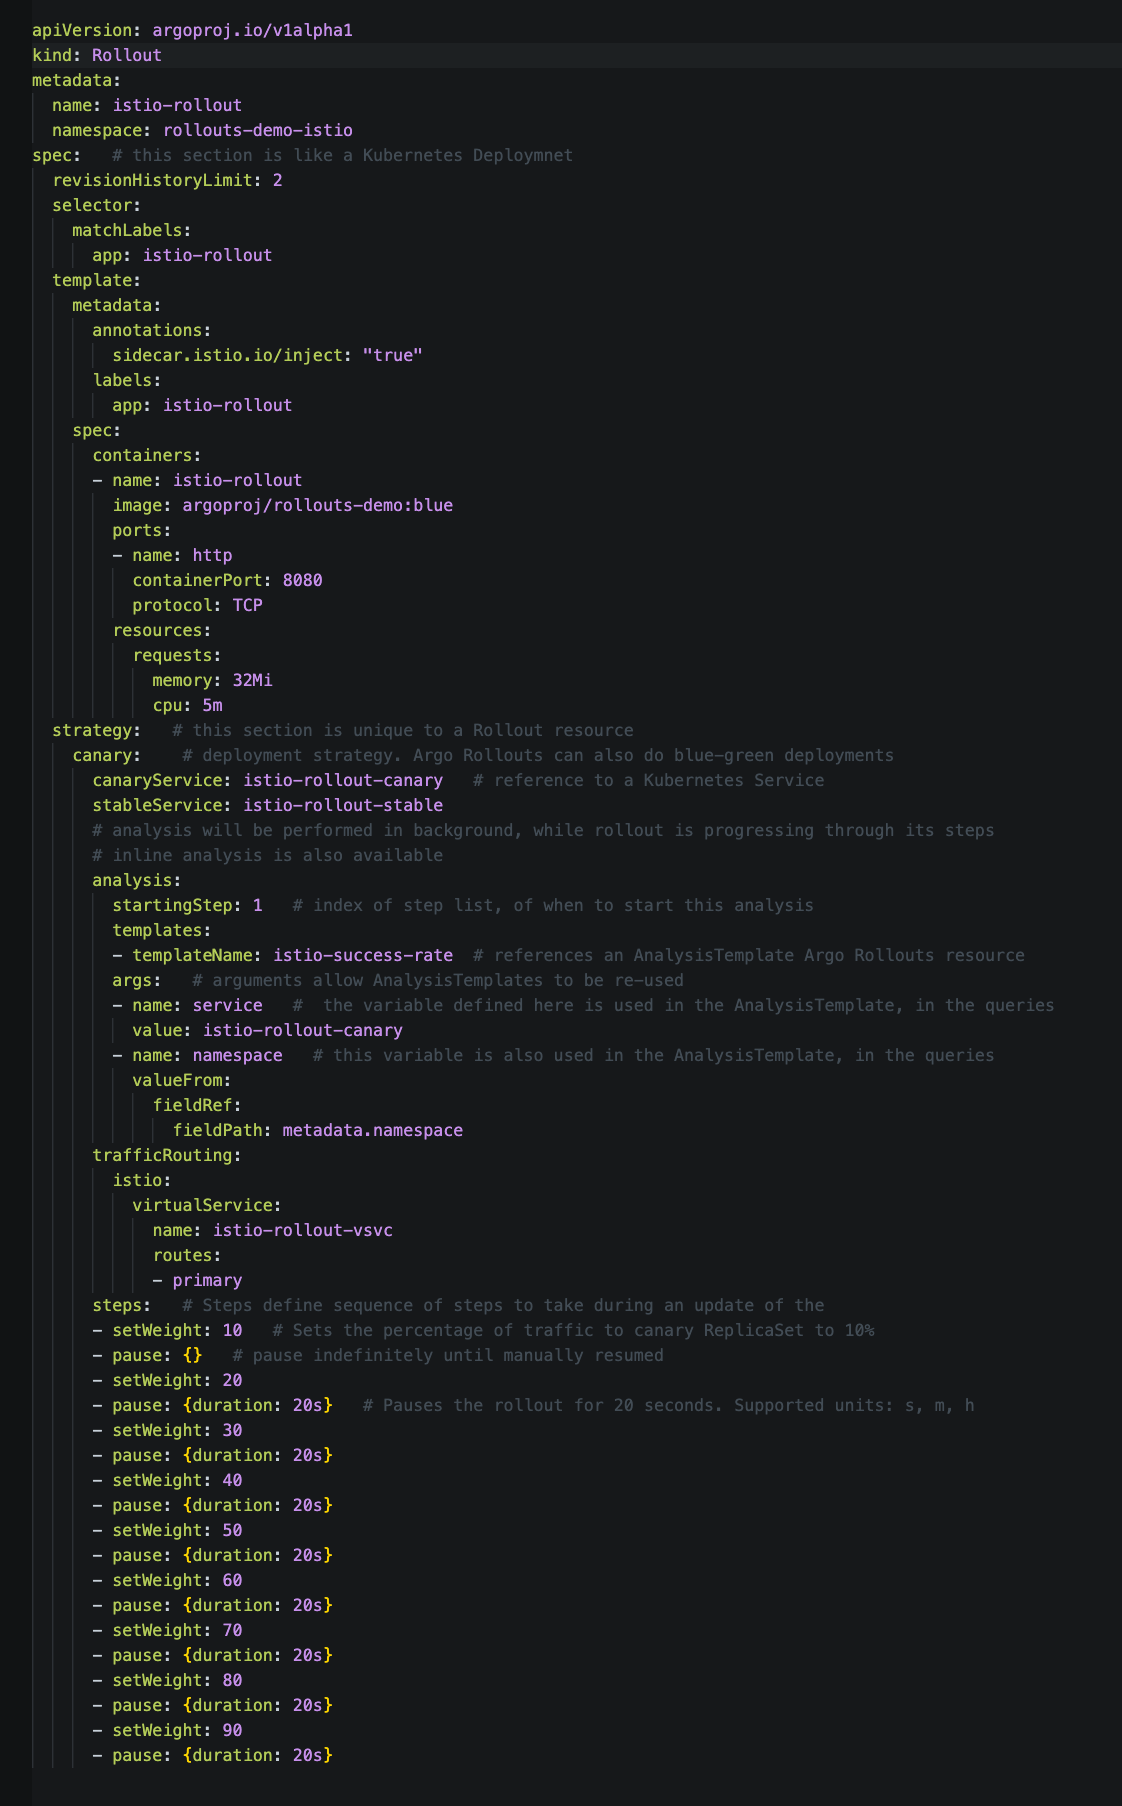 apiVersion: argoproj.io/v1alpha1
kind: Rollout
metadata:
  name: istio-rollout
  namespace: rollouts-demo-istio
spec:   # this section is like a Kubernetes Deploymnet
  revisionHistoryLimit: 2
  selector:
    matchLabels:
      app: istio-rollout
  template:
    metadata:
      annotations:
        sidecar.istio.io/inject: "true"
      labels:
        app: istio-rollout
    spec:
      containers:
      - name: istio-rollout
        image: argoproj/rollouts-demo:blue
        ports:
        - name: http
          containerPort: 8080
          protocol: TCP
        resources:
          requests:
            memory: 32Mi
            cpu: 5m
  strategy:   # this section is unique to a Rollout resource
    canary:    # deployment strategy. Argo Rollouts can also do blue-green deployments
      canaryService: istio-rollout-canary   # reference to a Kubernetes Service
      stableService: istio-rollout-stable
      # analysis will be performed in background, while rollout is progressing through its steps
      # inline analysis is also available
      analysis:
        startingStep: 1   # index of step list, of when to start this analysis
        templates:
        - templateName: istio-success-rate  # references an AnalysisTemplate Argo Rollouts resource
        args:   # arguments allow AnalysisTemplates to be re-used
        - name: service   #  the variable defined here is used in the AnalysisTemplate, in the queries
          value: istio-rollout-canary
        - name: namespace   # this variable is also used in the AnalysisTemplate, in the queries
          valueFrom:
            fieldRef:
              fieldPath: metadata.namespace
      trafficRouting:
        istio:
          virtualService:
            name: istio-rollout-vsvc
            routes:
            - primary
      steps:   # Steps define sequence of steps to take during an update of the
      - setWeight: 10   # Sets the percentage of traffic to canary ReplicaSet to 10%
      - pause: {}   # pause indefinitely until manually resumed
      - setWeight: 20
      - pause: {duration: 20s}   # Pauses the rollout for 20 seconds. Supported units: s, m, h
      - setWeight: 30
      - pause: {duration: 20s}
      - setWeight: 40
      - pause: {duration: 20s}
      - setWeight: 50
      - pause: {duration: 20s}
      - setWeight: 60
      - pause: {duration: 20s}
      - setWeight: 70
      - pause: {duration: 20s}
      - setWeight: 80
      - pause: {duration: 20s}
      - setWeight: 90
      - pause: {duration: 20s}